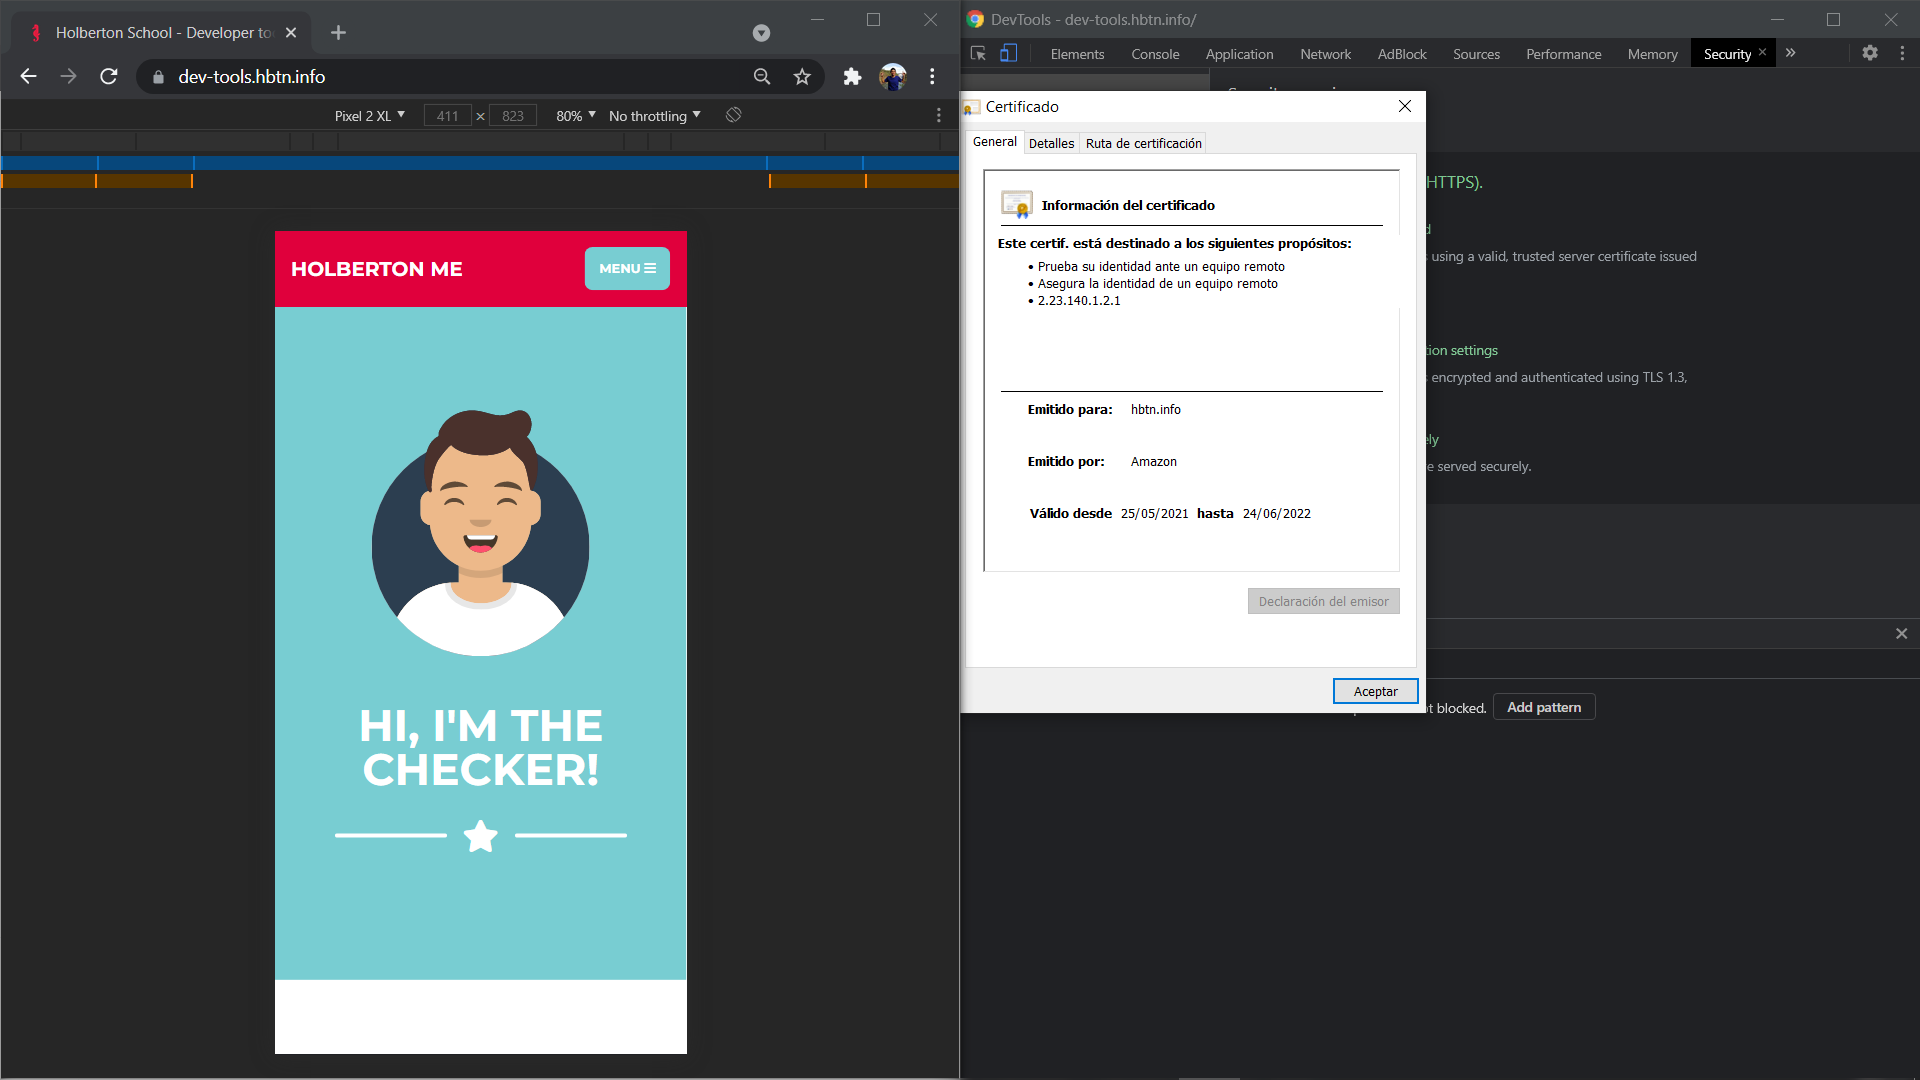 Holberton School - Developer to
dev-tools.hbtn.info
Pixel 2 XL
411 × 823
80%
No throttling
HOLBERTON ME
MENU
HI, I'M THE
CHECKER!
DevTools - dev-tools.hbtn.info/
Elements
Console
Application
Network
AdBlock
Sources
Performance
Memory
Security
Certificado
General
Detalles
Ruta de certificación
Información del certificado
Este certif. está destinado a los siguientes propósitos:
• Prueba su identidad ante un equipo remoto
• Asegura la identidad de un equipo remoto
• 2.23.140.1.2.1
Emitido para: hbtn.info
Emitido por: Amazon
Válido desde 25/05/2021 hasta 24/06/2022
Declaración del emisor
Aceptar
HTTPS).
using a valid, trusted server certificate issued
ion settings
encrypted and authenticated using TLS 1.3,
ely
e served securely.
t blocked.
Add pattern